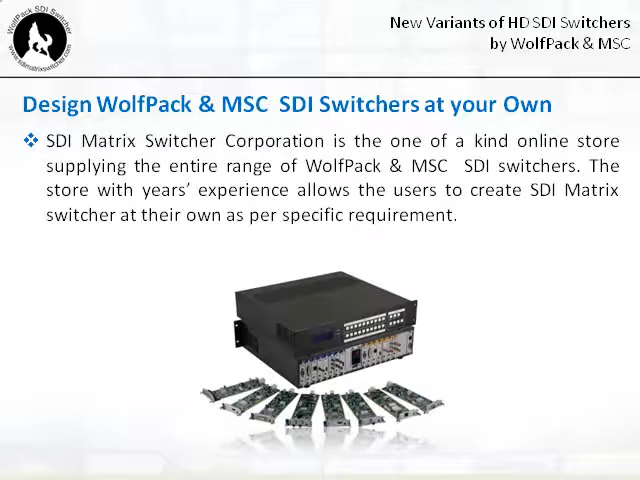 WolfPack SDI Switcher
www.sdimatrixswitcher.com
New Variants of HD SDI Switchers
by WolfPack & MSC
Design WolfPack & MSC SDI Switchers at your Own
SDI Matrix Switcher Corporation is the one of a kind online store
supplying the entire range of WolfPack & MSC SDI switchers. The
store with years’ experience allows the users to create SDI Matrix
switcher at their own as per specific requirement.